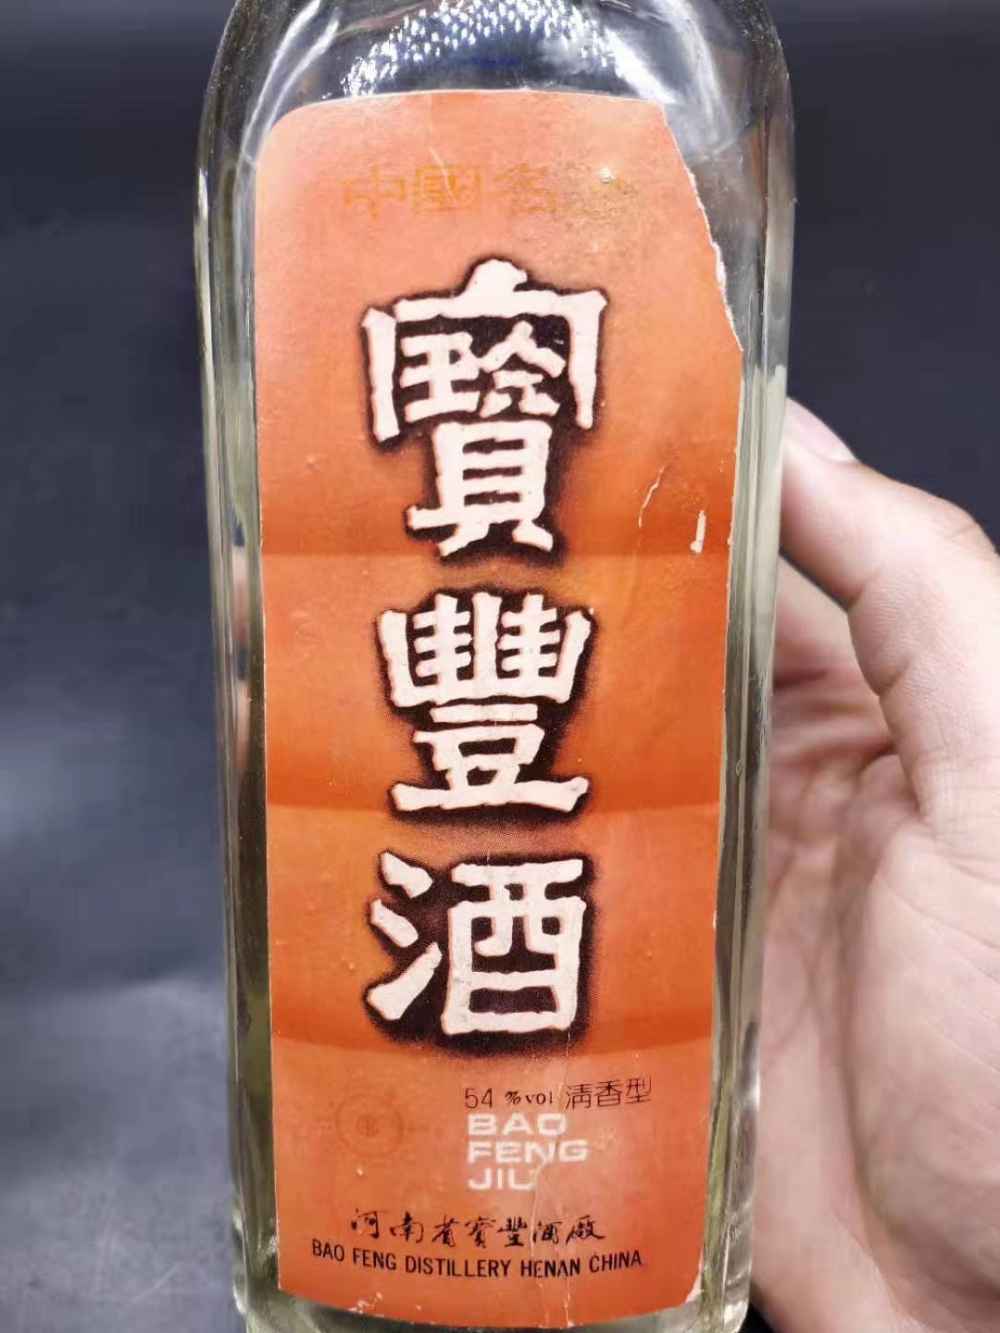 中國名
寶豐酒
54 %vol 清香型
BAO
FENG
JIU
河南省寶豐酒廠
BAO FENG DISTILLERY HENAN CHINA